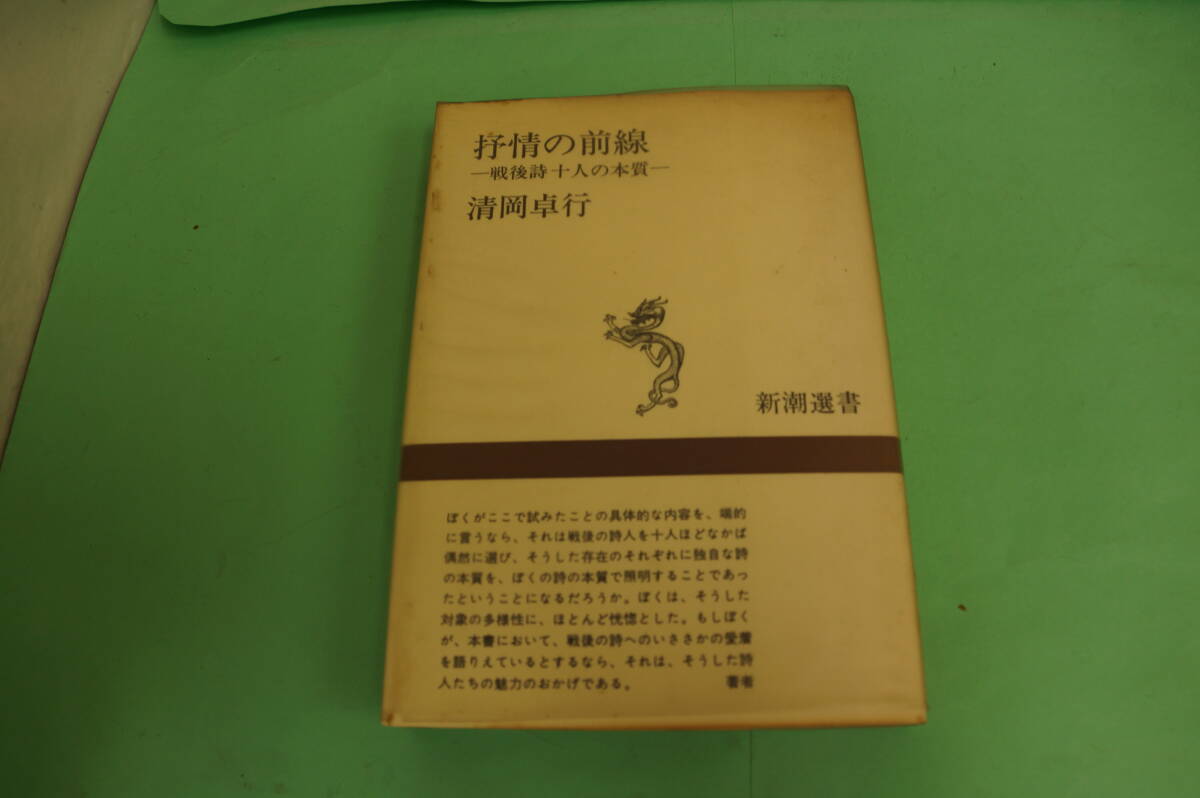 抒情の前線
―戦後詩十人の本質―
清岡卓行
新潮選書
ぼくがここで試みたことの具体的な内容を、端的
に言うなら、それは戦後の詩人を十人ほどなかば
偶然に選び、そうした存在のそれぞれに独自な詩
の本質を、ぼくの詩の本質で照明することであっ
たということになるだろうか。ぼくは、そうした
対象の多様性に、ほとんど恍惚とした。もしぼく
が、本書において、戦後の詩へのいささかの愛着
を語りえているとするなら、それは、そうした詩
人たちの魅力のおかげである。 著者